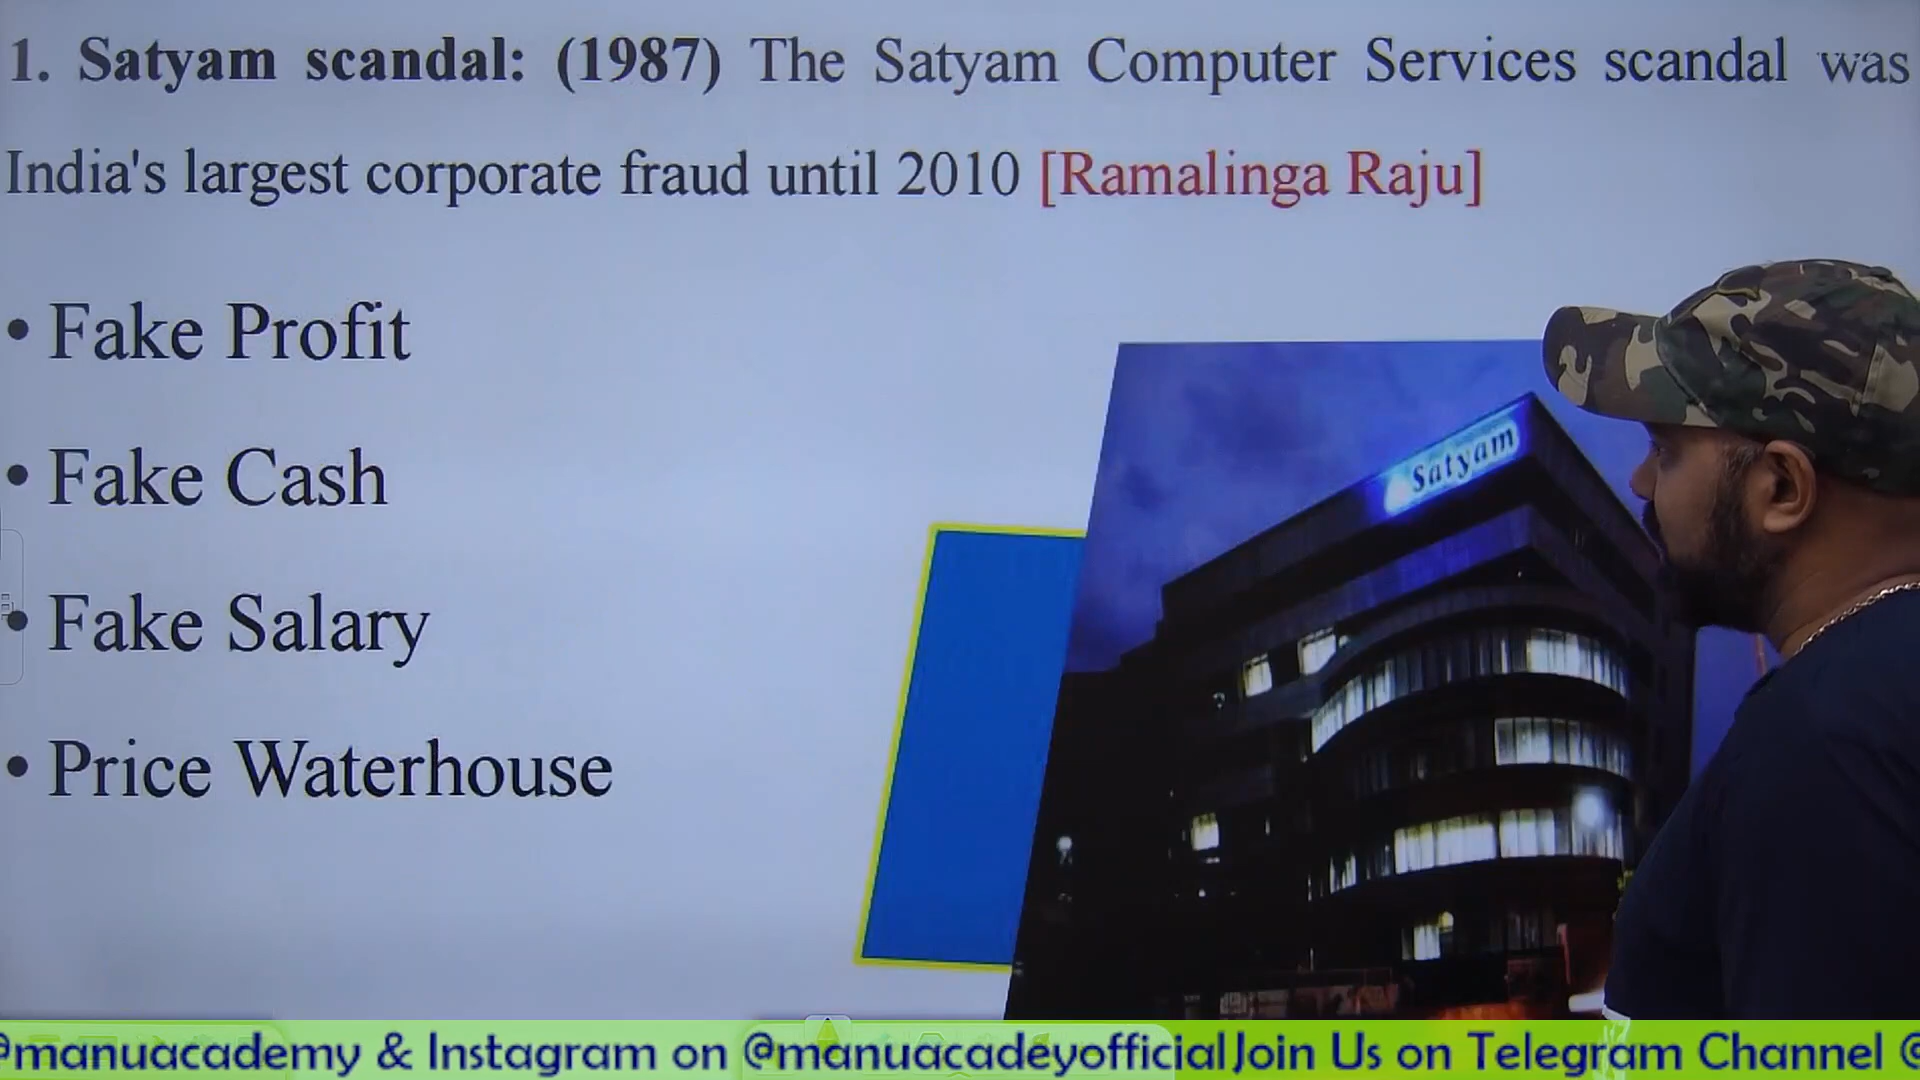 1. Satyam scandal: (1987) The Satyam Computer Services scandal was
India's largest corporate fraud until 2010 [Ramalinga Raju]
• Fake Profit
• Fake Cash
• Fake Salary
• Price Waterhouse
Satyam
@manuacademy & Instagram on @manuacadeyofficial Join Us on Telegram Channel @